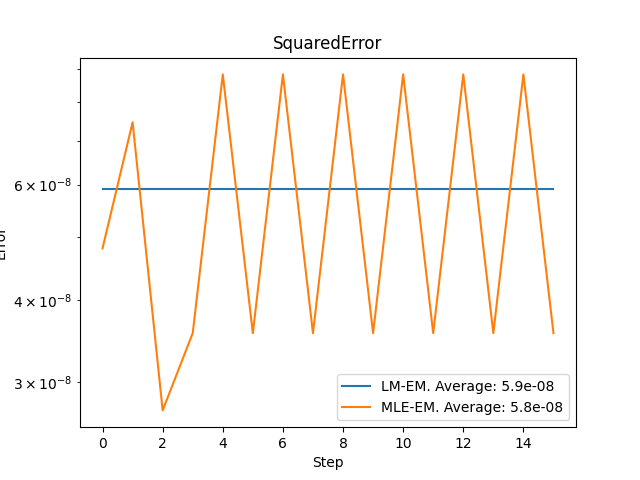 SquaredError
6 × 10⁻⁸
4 × 10⁻⁸
3 × 10⁻⁸
Error
0 2 4 6 8 10 12 14
Step
LM-EM. Average: 5.9e-08
MLE-EM. Average: 5.8e-08